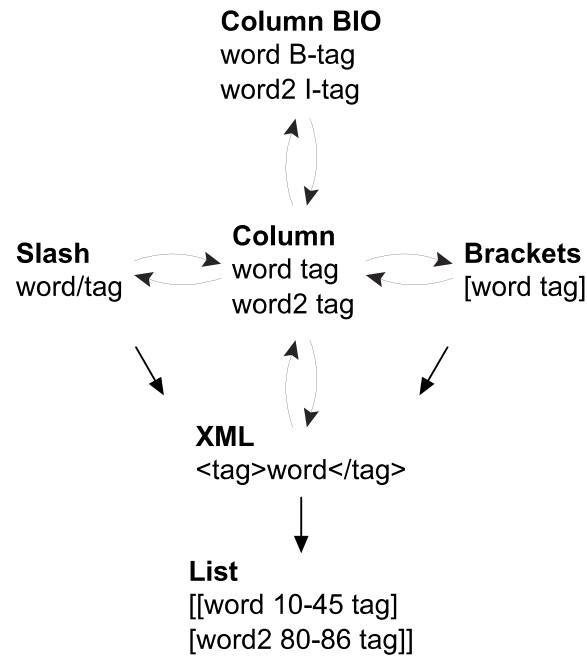 Column BIO
word B-tag
word2 I-tag
Slash
word/tag
Column
word tag
word2 tag
Brackets
[word tag]
XML
<tag>word</tag>
List
[[word 10-45 tag]
[word2 80-86 tag]]